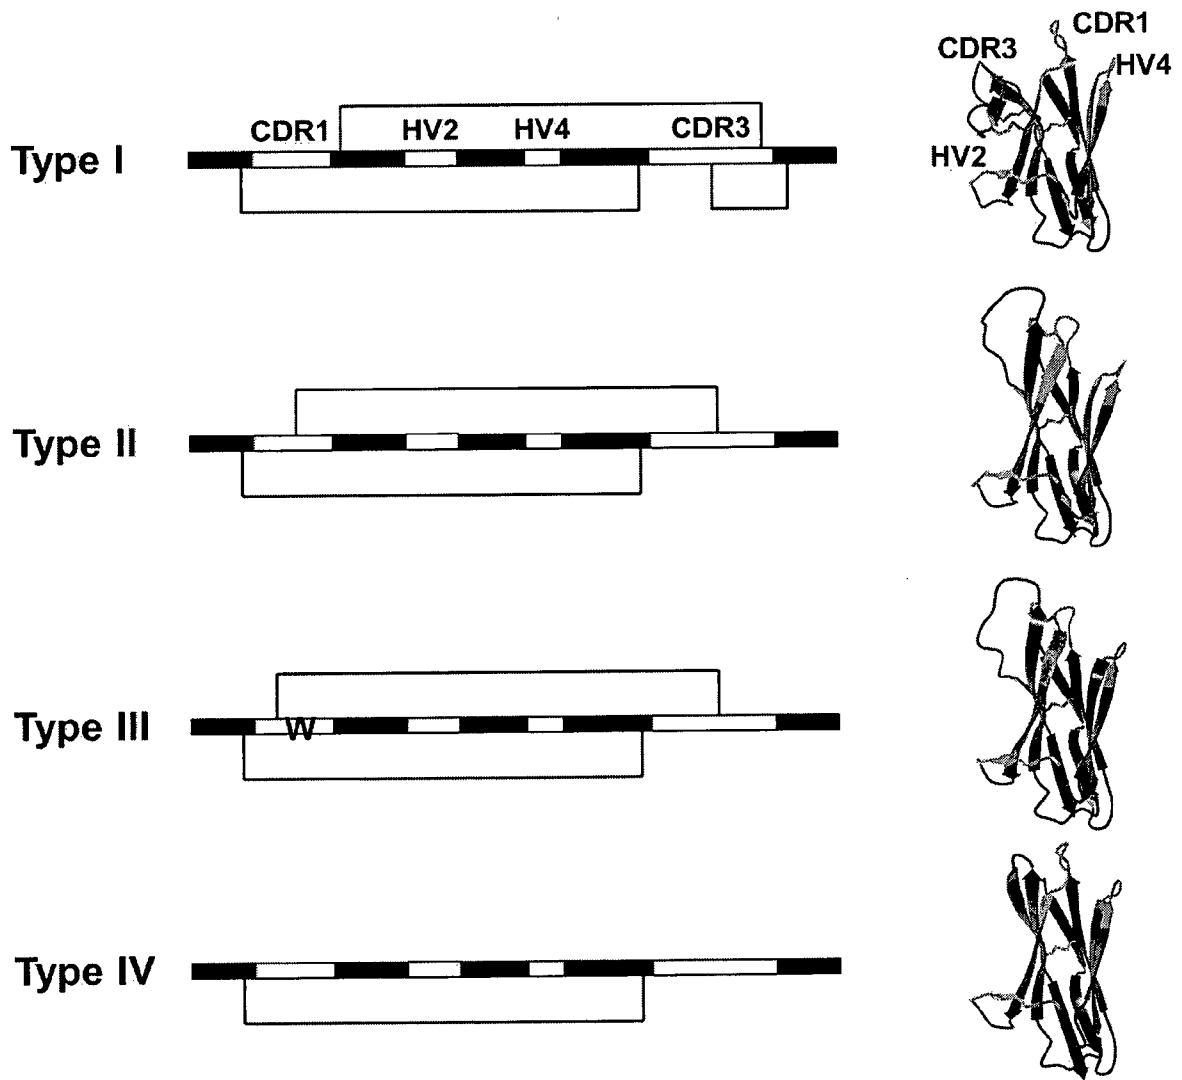 CDR1
CDR3
HV4
CDR1 HV2 HV4 CDR3
Type I
HV2
Type II
Type III
W
Type IV